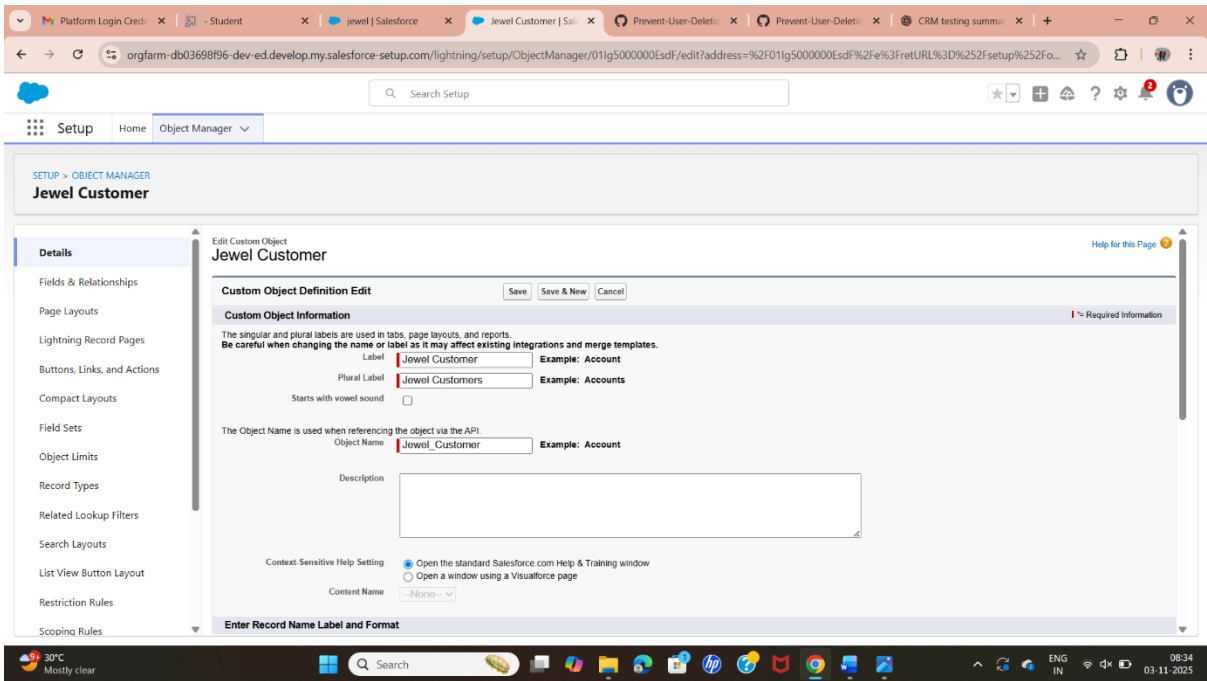 Platform Login Crede
- Student
jewel | Salesforce
Jewel Customer | Sale
Prevent-User-Deletio
Prevent-User-Deletio
CRM testing summar
orgfarm-db03698f96-dev-ed.develop.my.salesforce-setup.com/lightning/setup/ObjectManager/01Ig5000000EsdF/edit?address=%2F01Ig5000000EsdF%2Fe%3FretURL%3D%252Fsetup%252Fo...
Search Setup
2
Setup Home Object Manager
SETUP > OBJECT MANAGER
Jewel Customer
Details
Fields & Relationships
Page Layouts
Lightning Record Pages
Buttons, Links, and Actions
Compact Layouts
Field Sets
Object Limits
Record Types
Related Lookup Filters
Search Layouts
List View Button Layout
Restriction Rules
Scoping Rules
Edit Custom Object
Jewel Customer
Help for this Page
Custom Object Definition Edit Save Save & New Cancel
Custom Object Information = Required Information
The singular and plural labels are used in tabs, page layouts, and reports.
Be careful when changing the name or label as it may affect existing integrations and merge templates.
Label Jewel Customer Example: Account
Plural Label Jewel Customers Example: Accounts
Starts with vowel sound
The Object Name is used when referencing the object via the API.
Object Name Jewel_Customer Example: Account
Description
Context-Sensitive Help Setting Open the standard Salesforce.com Help & Training window
Open a window using a Visualforce page
Content Name --None--
Enter Record Name Label and Format
9+ 30°C
Mostly clear
Search
ENG
IN
08:34
03-11-2025